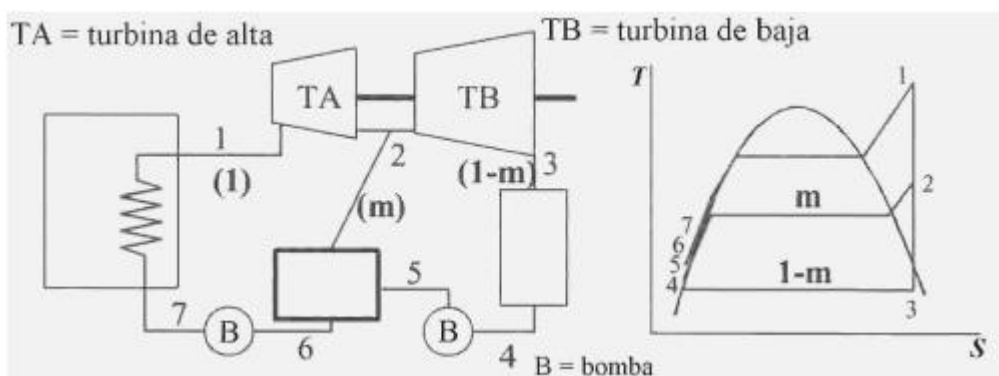 TA = turbina de alta
TB = turbina de baja
TA
TB
1
(1)
2
(m)
(1-m)
3
5
7
B
6
B
4
B = bomba
T
1
m
2
7
6
5
4
1-m
3
S